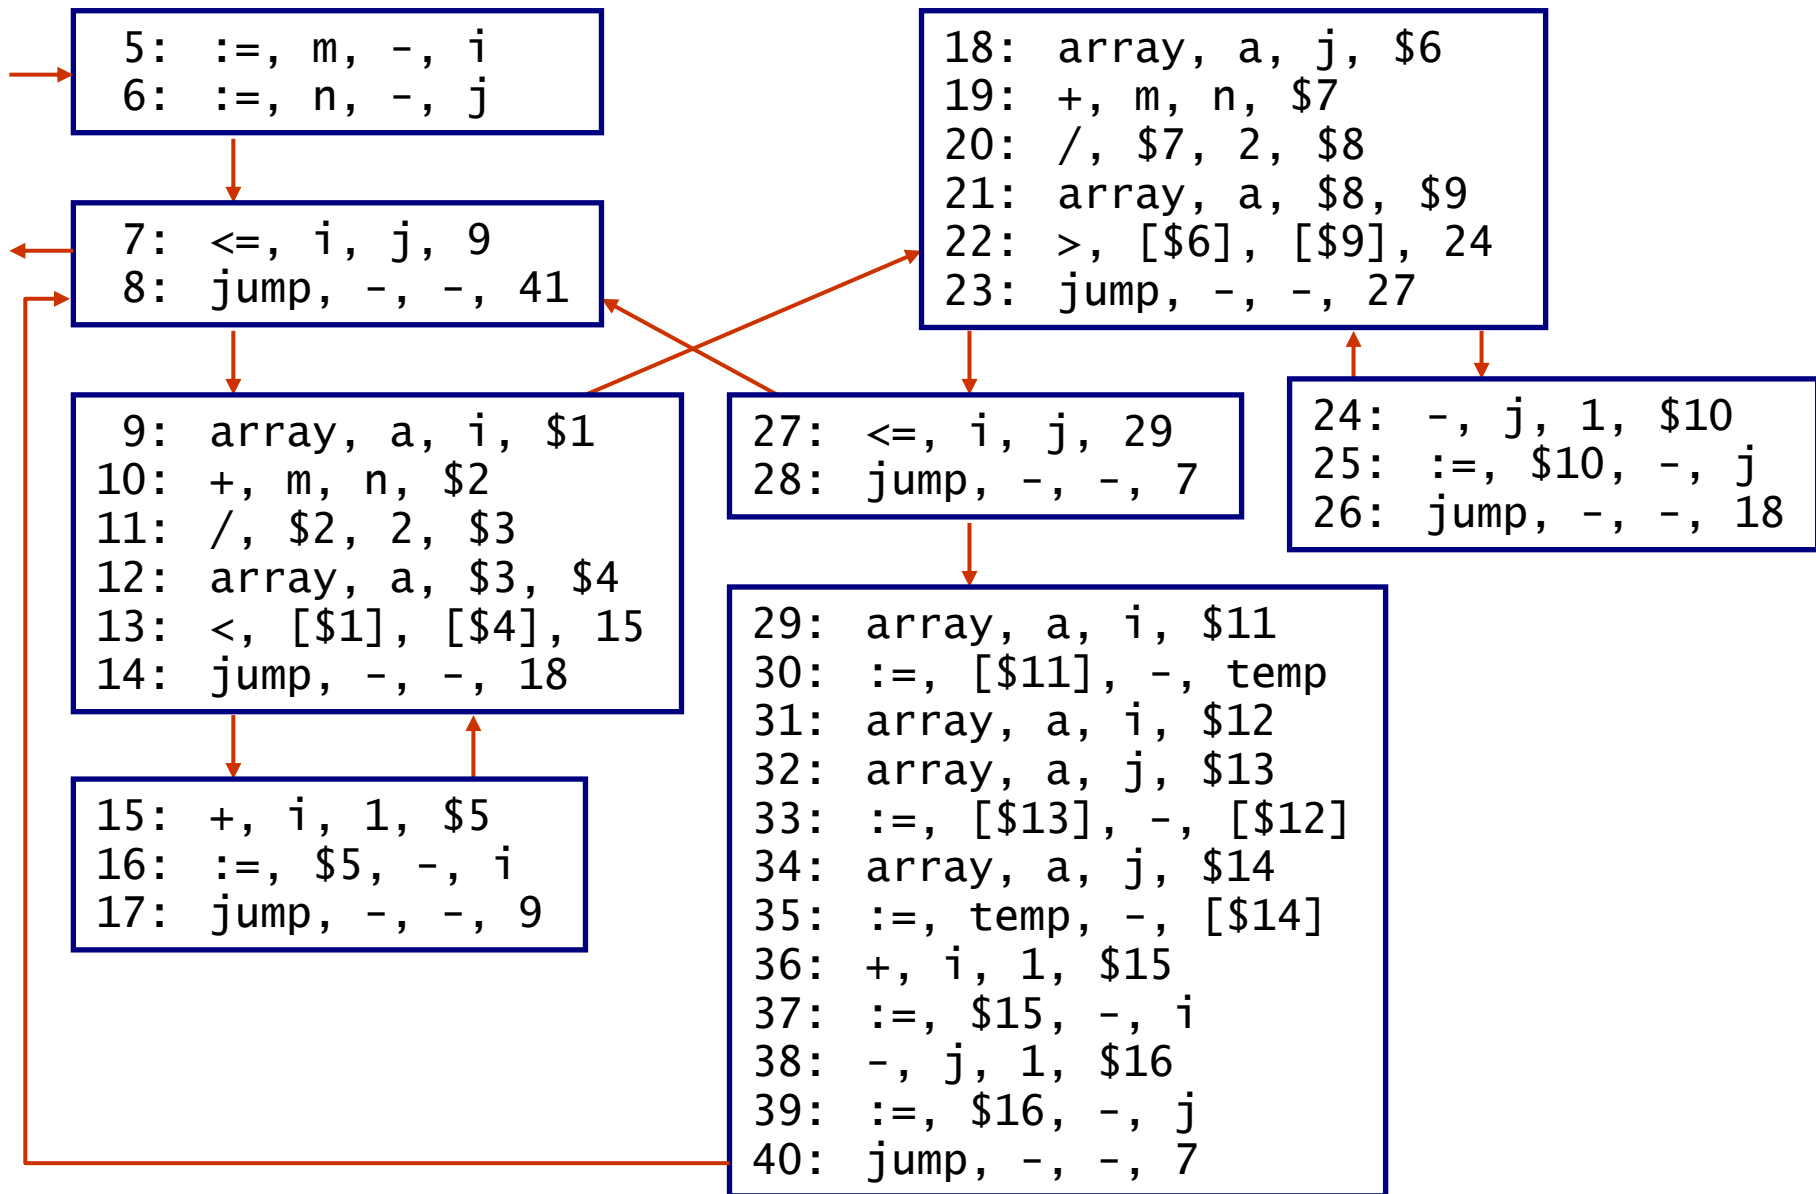 5: :=, m, -, i
6: :=, n, -, j
7: <=, i, j, 9
8: jump, -, -, 41
9: array, a, i, $1
10: +, m, n, $2
11: /, $2, 2, $3
12: array, a, $3, $4
13: <, [$1], [$4], 15
14: jump, -, -, 18
15: +, i, 1, $5
16: :=, $5, -, i
17: jump, -, -, 9
18: array, a, j, $6
19: +, m, n, $7
20: /, $7, 2, $8
21: array, a, $8, $9
22: >, [$6], [$9], 24
23: jump, -, -, 27
24: -, j, 1, $10
25: :=, $10, -, j
26: jump, -, -, 18
27: <=, i, j, 29
28: jump, -, -, 7
29: array, a, i, $11
30: :=, [$11], -, temp
31: array, a, i, $12
32: array, a, j, $13
33: :=, [$13], -, [$12]
34: array, a, j, $14
35: :=, temp, -, [$14]
36: +, i, 1, $15
37: :=, $15, -, i
38: -, j, 1, $16
39: :=, $16, -, j
40: jump, -, -, 7